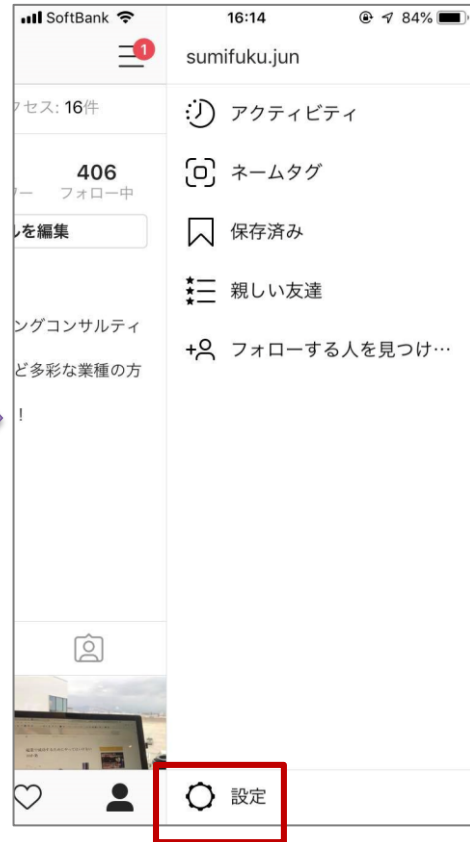 SoftBank 16:14 84%
1
sumifuku.jun
クセス: 16件
アクティビティ
406
ー フォロー中
ネームタグ
ルを編集
保存済み
親しい友達
ングコンサルティ
フォローする人を見つけ…
ど多彩な業種の方
！
設定